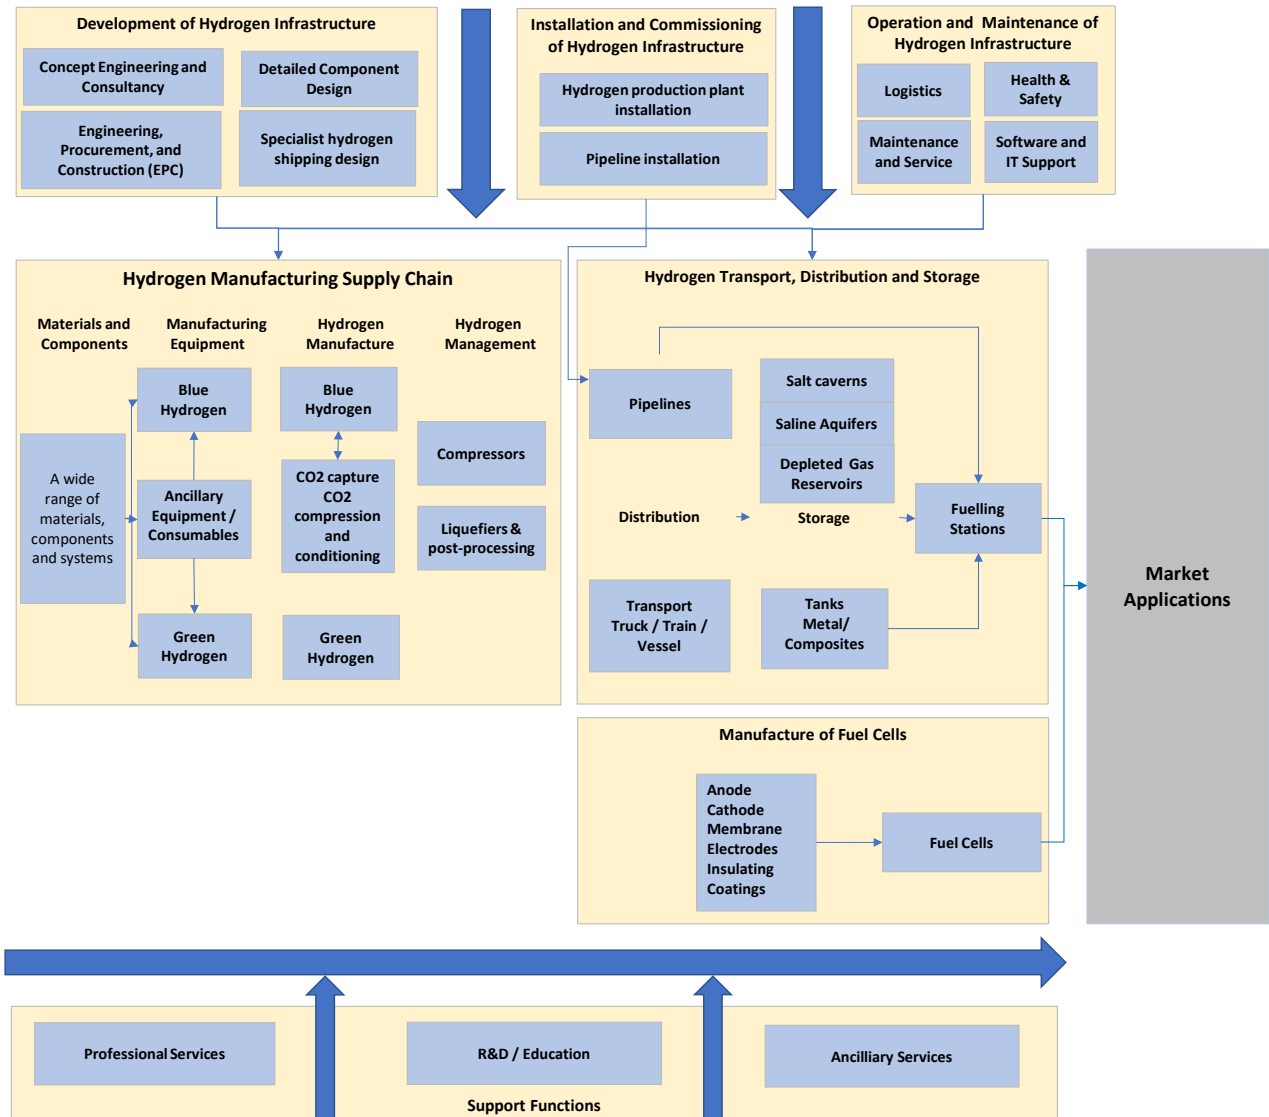 Development of Hydrogen Infrastructure
Concept Engineering and
Consultancy
Detailed Component
Design
Engineering,
Procurement, and
Construction (EPC)
Specialist hydrogen
shipping design
Installation and Commissioning
of Hydrogen Infrastructure
Hydrogen production plant
installation
Pipeline installation
Operation and Maintenance of
Hydrogen Infrastructure
Logistics
Health &
Safety
Maintenance
and Service
Software and
IT Support
Hydrogen Manufacturing Supply Chain
Materials and
Components
Manufacturing
Equipment
Hydrogen
Manufacture
Hydrogen
Management
A wide
range of
materials,
components
and systems
Blue
Hydrogen
Ancillary
Equipment /
Consumables
Green
Hydrogen
Blue
Hydrogen
CO2 capture
CO2
compression
and
conditioning
Green
Hydrogen
Compressors
Liquefiers &
post-processing
Hydrogen Transport, Distribution and Storage
Pipelines
Salt caverns
Saline Aquifers
Depleted Gas
Reservoirs
Distribution
Storage
Fuelling
Stations
Transport
Truck / Train /
Vessel
Tanks
Metal/
Composites
Market
Applications
Manufacture of Fuel Cells
Anode
Cathode
Membrane
Electrodes
Insulating
Coatings
Fuel Cells
Professional Services
R&D / Education
Ancilliary Services
Support Functions